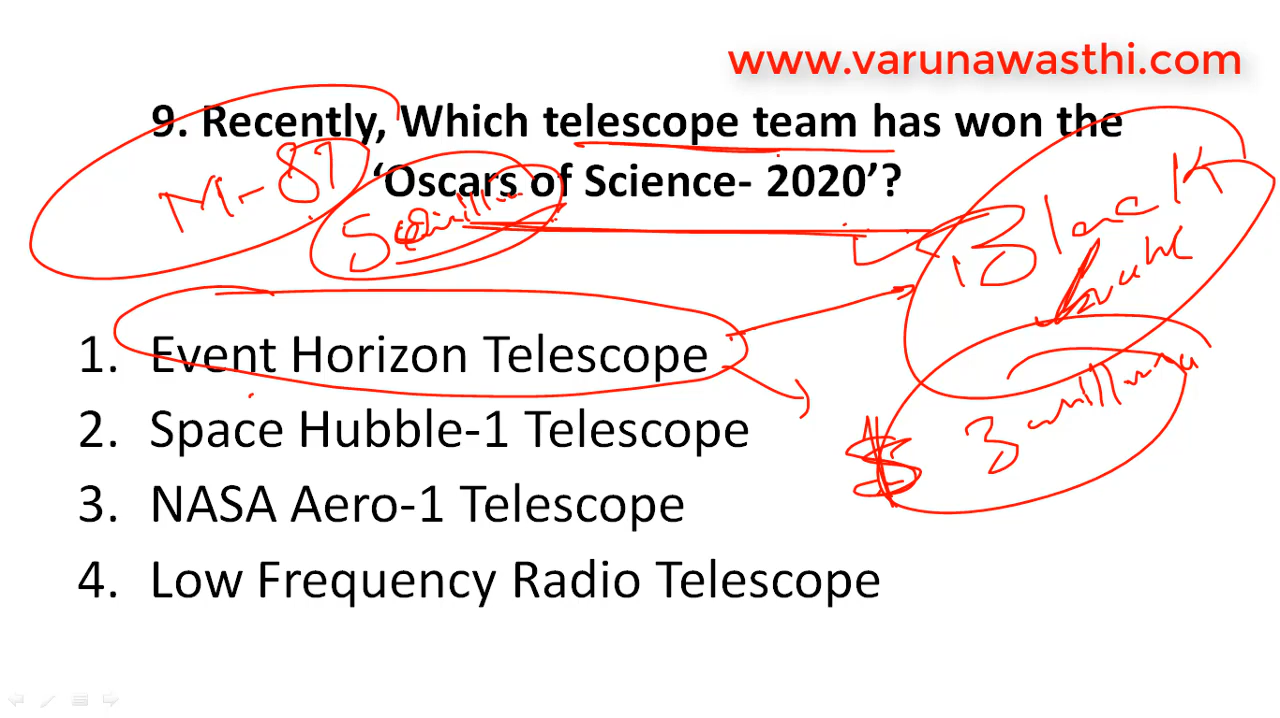 www.varunawasthi.com
9. Recently, Which telescope team has won the
‘Oscars of Science- 2020’?
M-87
Black
$ 3 million
1. Event Horizon Telescope
2. Space Hubble-1 Telescope
3. NASA Aero-1 Telescope
4. Low Frequency Radio Telescope